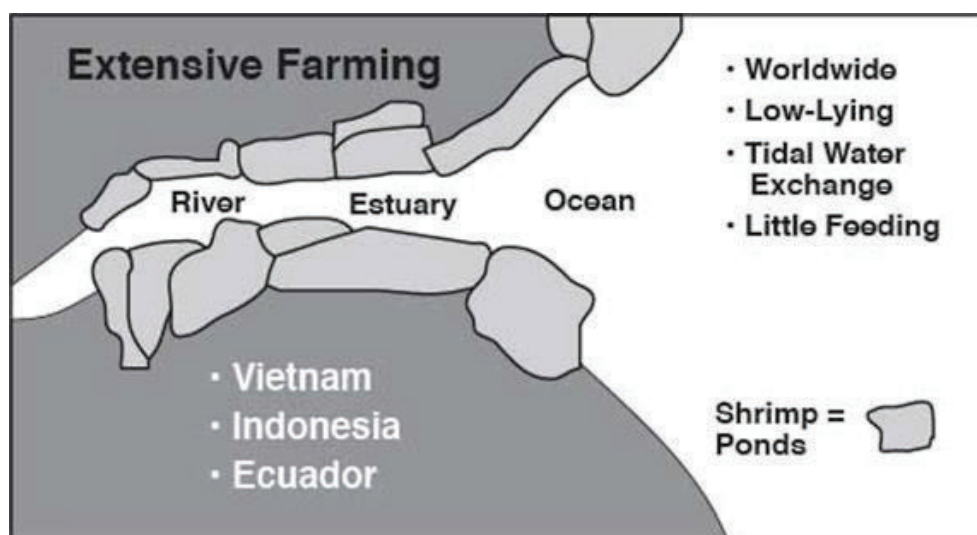 Extensive Farming
· Worldwide
· Low-Lying
· Tidal Water
Exchange
· Little Feeding
River
Estuary
Ocean
· Vietnam
· Indonesia
· Ecuador
Shrimp =
Ponds